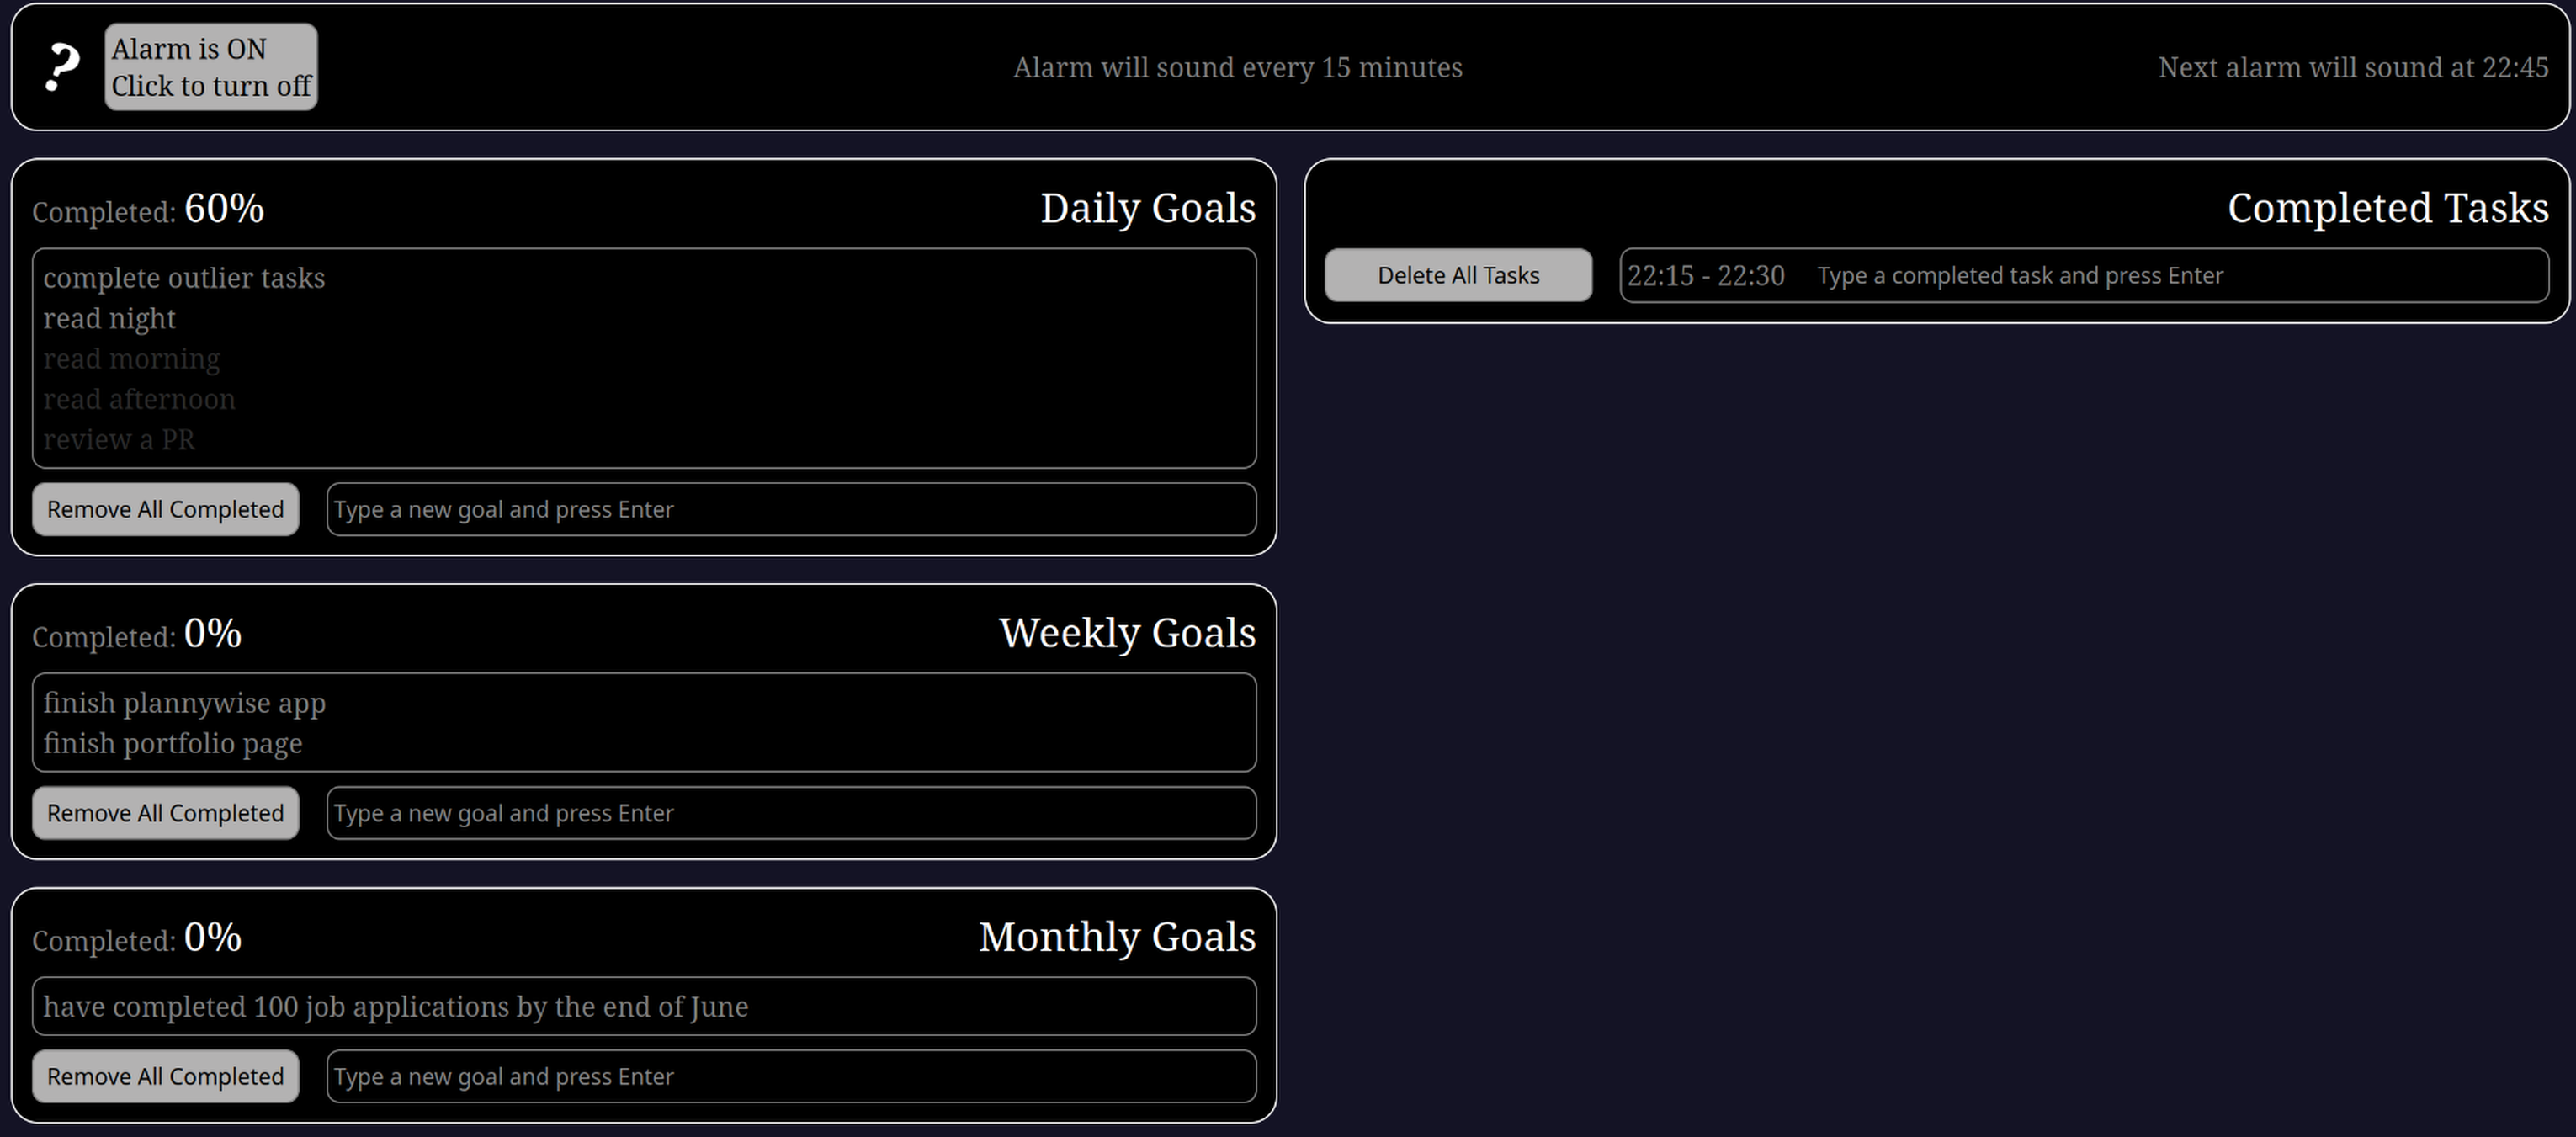 ?
Alarm is ON
Click to turn off
Alarm will sound every 15 minutes
Next alarm will sound at 22:45
Completed: 60%
Daily Goals
complete outlier tasks
read night
read morning
read afternoon
review a PR
Remove All Completed
Type a new goal and press Enter
Completed: 0%
Weekly Goals
finish plannywise app
finish portfolio page
Remove All Completed
Type a new goal and press Enter
Completed: 0%
Monthly Goals
have completed 100 job applications by the end of June
Remove All Completed
Type a new goal and press Enter
Completed Tasks
Delete All Tasks
22:15 - 22:30
Type a completed task and press Enter